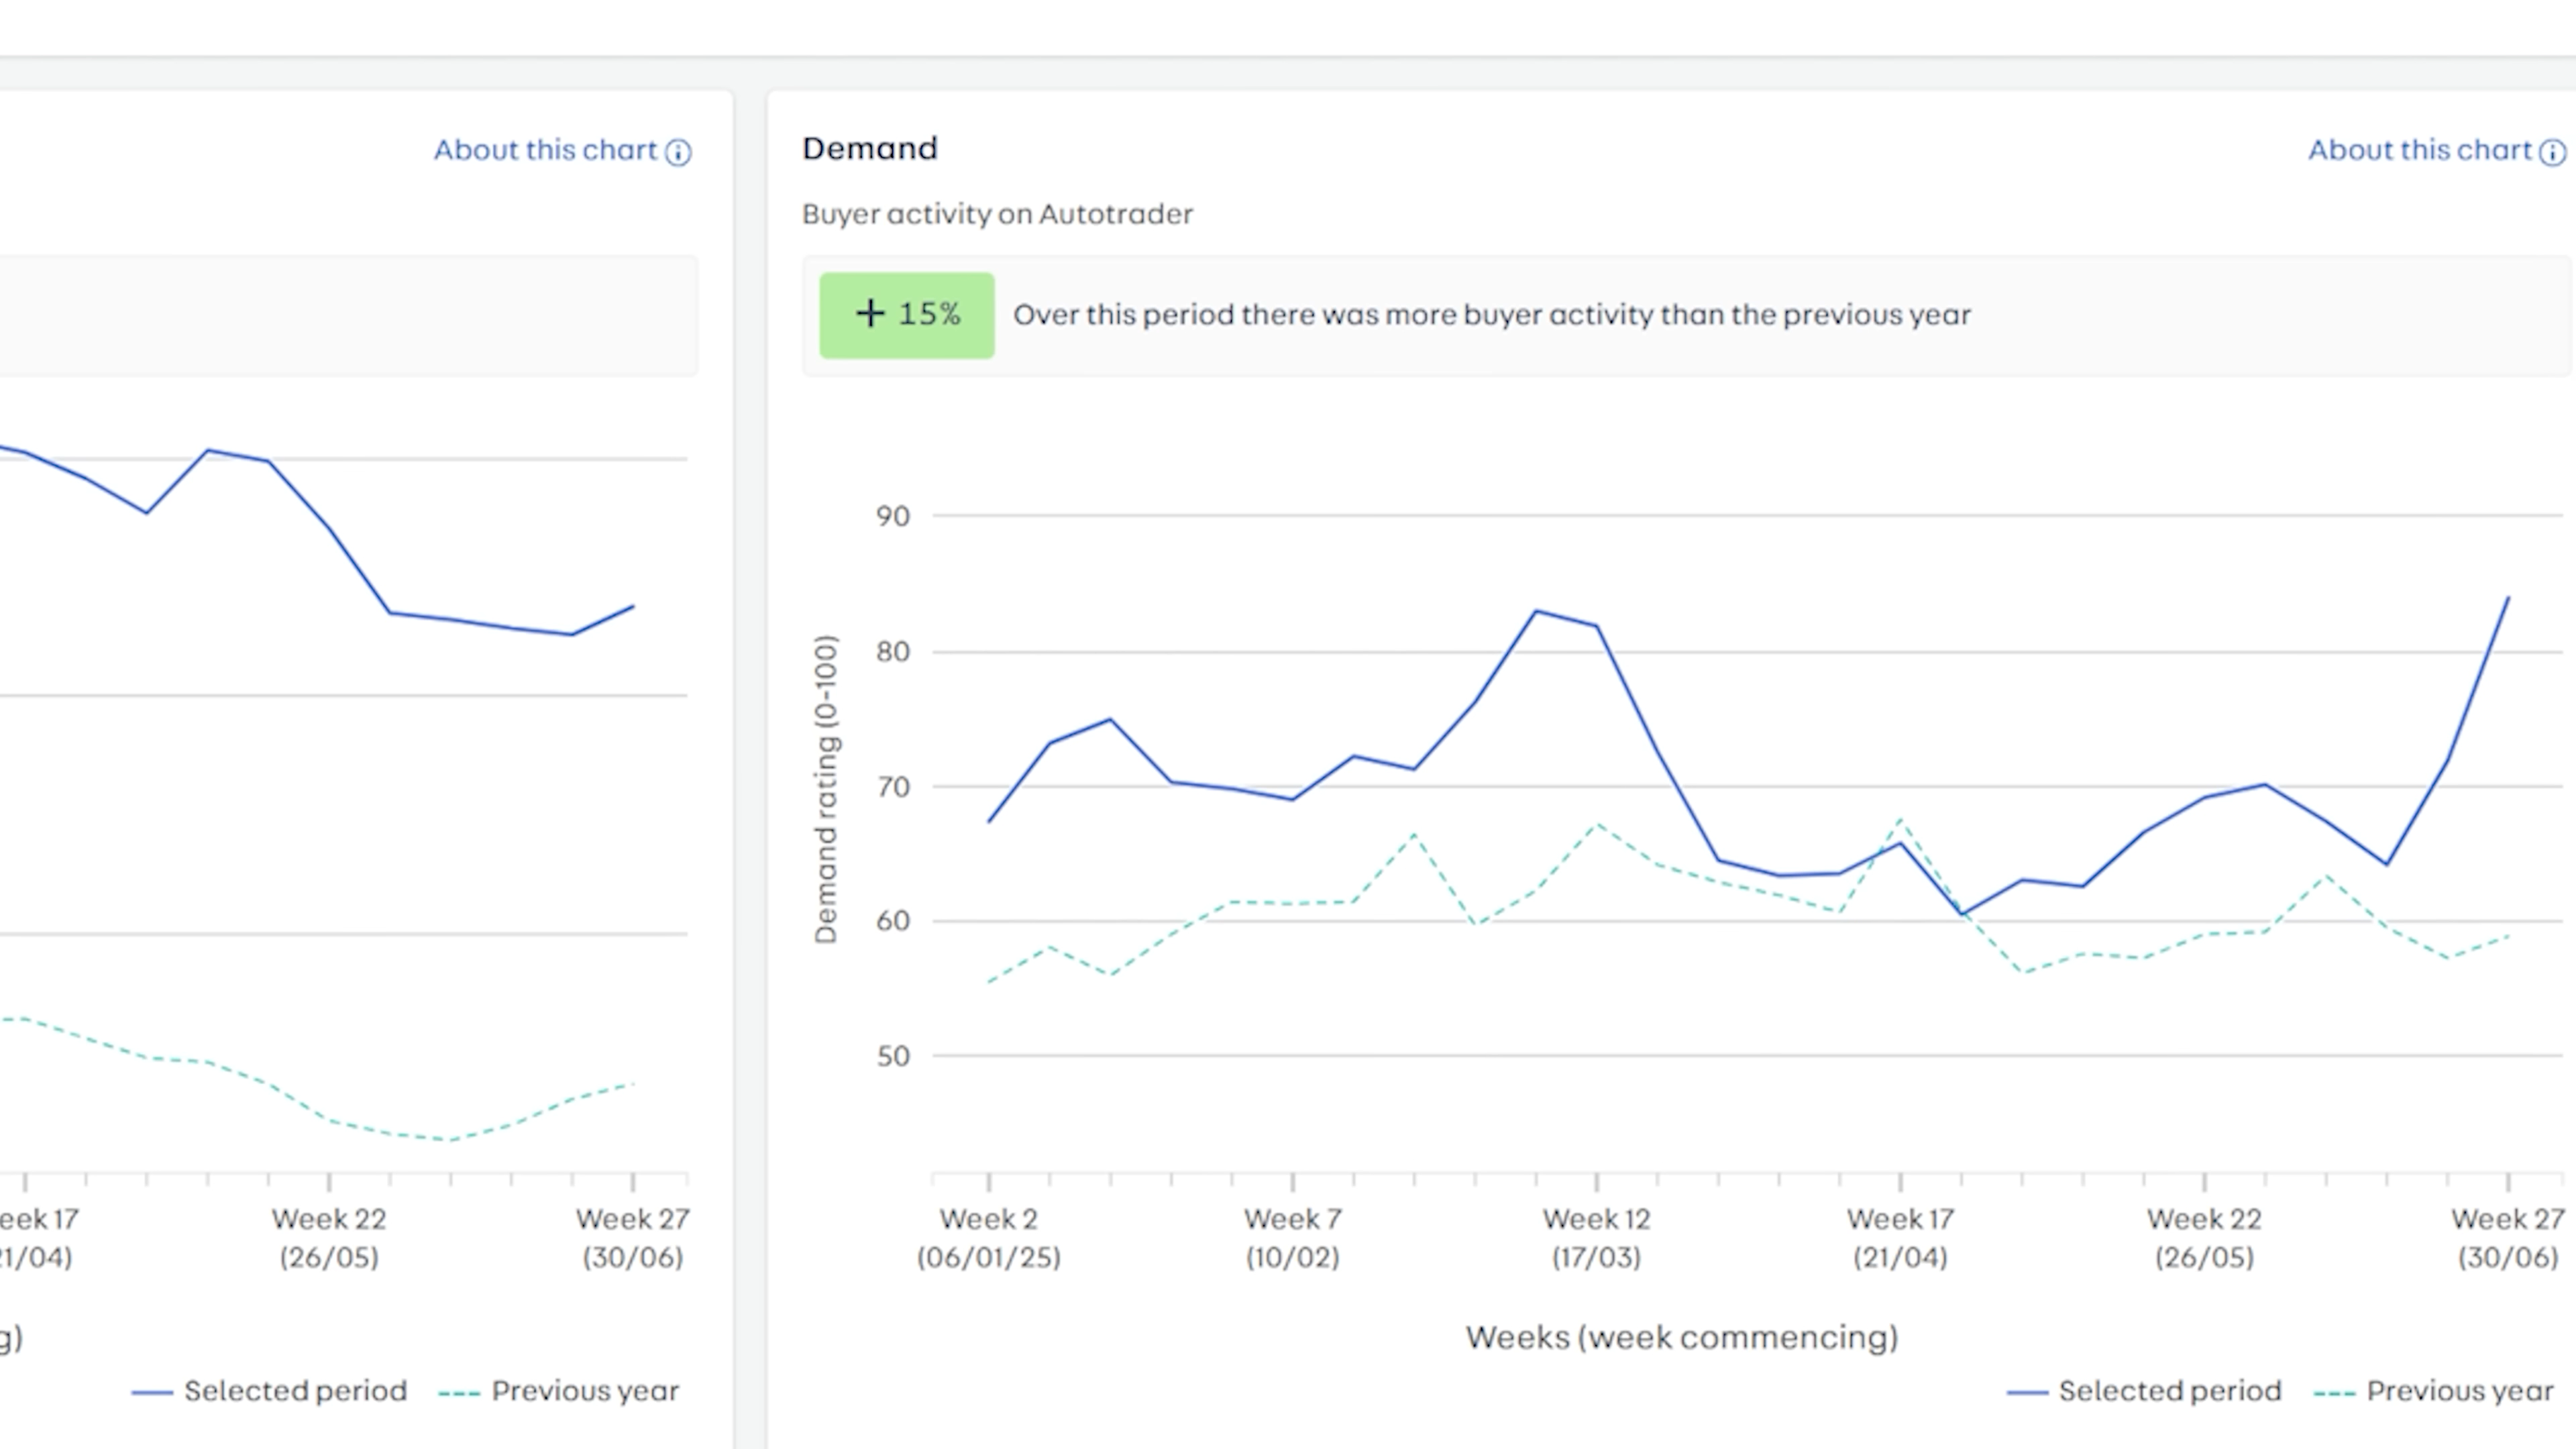 About this chart
eek 17
Week 22
Week 27
21/04)
(26/05)
(30/06)
g)
Selected period
Previous year
Demand
About this chart
Buyer activity on Autotrader
+ 15%
Over this period there was more buyer activity than the previous year
Demand rating (0-100)
90
80
70
60
50
Week 2
Week 7
Week 12
Week 17
Week 22
Week 27
(06/01/25)
(10/02)
(17/03)
(21/04)
(26/05)
(30/06)
Weeks (week commencing)
Selected period
Previous year